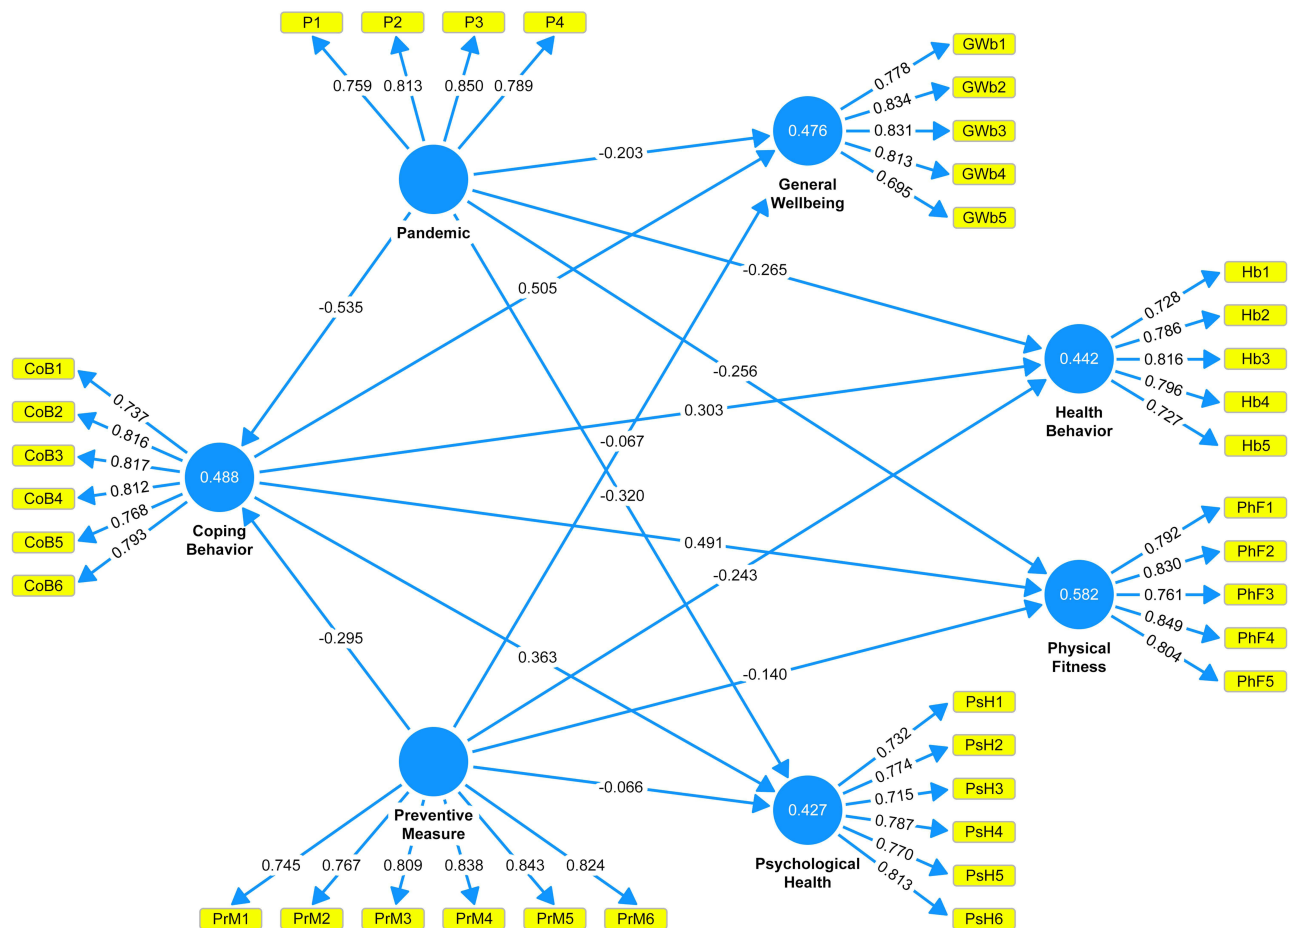 P1 P2 P3 P4
0.759 0.813 0.850 0.789
Pandemic
GWb1
GWb2
GWb3
GWb4
GWb5
0.778
0.834
0.831
0.813
0.695
0.476
General
Wellbeing
-0.203
-0.265
0.505
-0.535
-0.256
0.303
-0.067
-0.320
0.491
-0.243
-0.295
0.363
-0.140
-0.066
Hb1
Hb2
Hb3
Hb4
Hb5
0.728
0.786
0.816
0.796
0.727
0.442
Health
Behavior
CoB1
CoB2
CoB3
CoB4
CoB5
CoB6
0.737
0.816
0.817
0.812
0.768
0.793
0.488
Coping
Behavior
PhF1
PhF2
PhF3
PhF4
PhF5
0.792
0.830
0.761
0.849
0.804
0.582
Physical
Fitness
PsH1
PsH2
PsH3
PsH4
PsH5
PsH6
0.732
0.774
0.715
0.787
0.770
0.813
0.427
Psychological
Health
Preventive
Measure
0.745 0.767 0.809 0.838 0.843 0.824
PrM1 PrM2 PrM3 PrM4 PrM5 PrM6